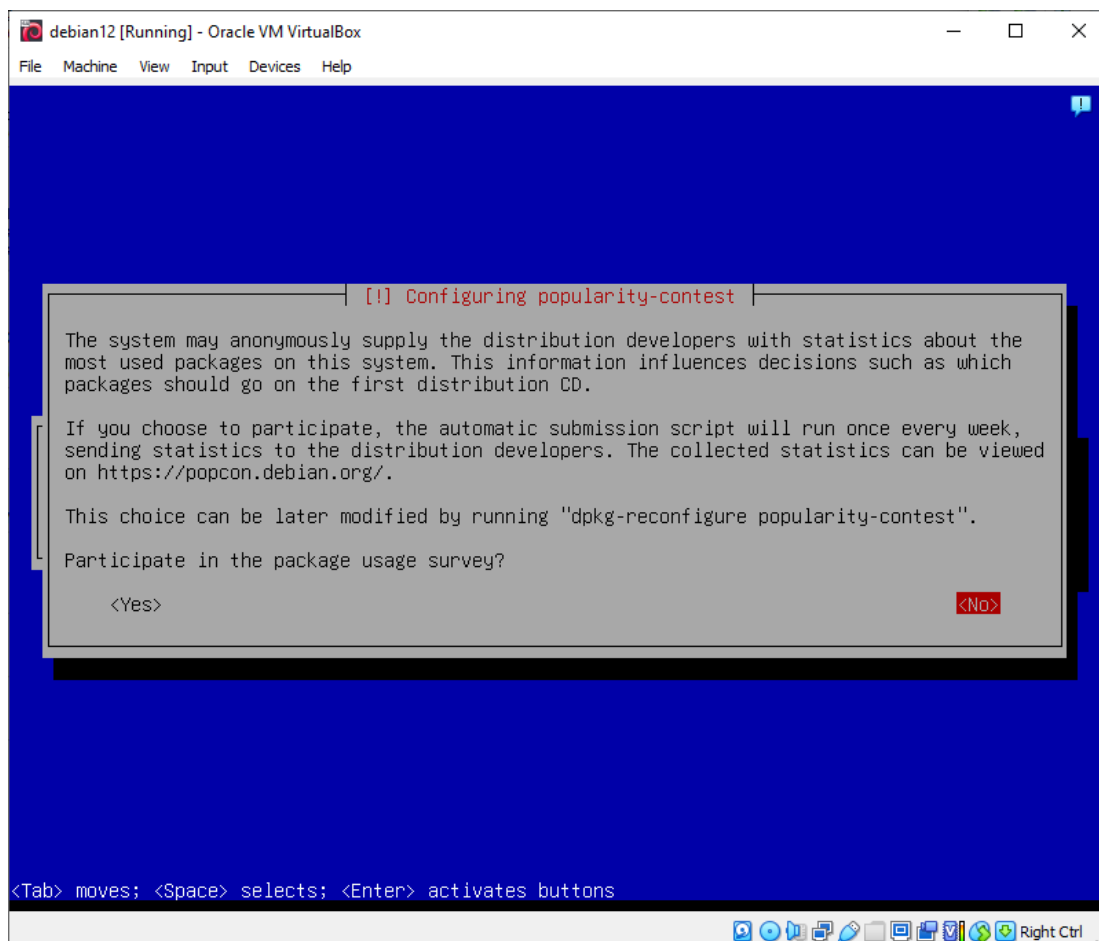 debian12 [Running] - Oracle VM VirtualBox
File Machine View Input Devices Help
[!] Configuring popularity-contest
The system may anonymously supply the distribution developers with statistics about the
most used packages on this system. This information influences decisions such as which
packages should go on the first distribution CD.
If you choose to participate, the automatic submission script will run once every week,
sending statistics to the distribution developers. The collected statistics can be viewed
on https://popcon.debian.org/.
This choice can be later modified by running "dpkg-reconfigure popularity-contest".
Participate in the package usage survey?
<Yes> <No>
<Tab> moves; <Space> selects; <Enter> activates buttons
Right Ctrl